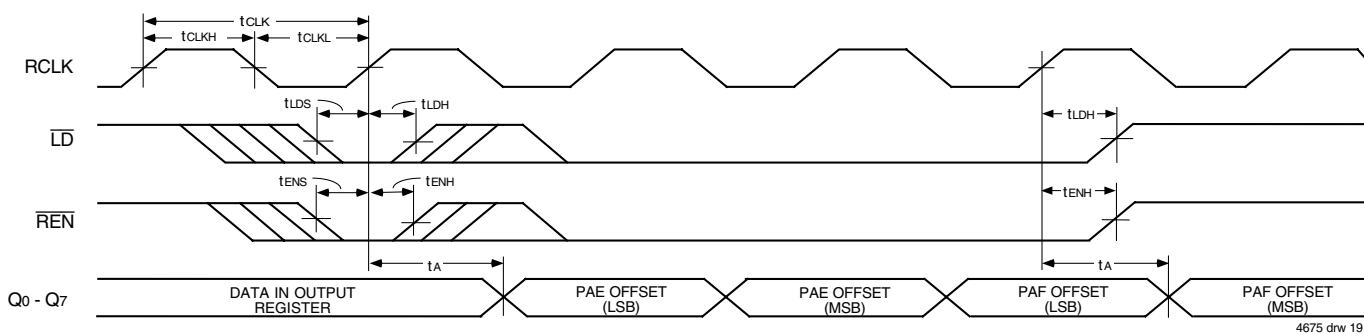 tCLK
tCLKH
tCLKL
RCLK
tLDS
tLDH
tLDH
LD
tENS
tENH
tENH
REN
tA
tA
Q0 - Q7
DATA IN OUTPUT
REGISTER
PAE OFFSET
(LSB)
PAE OFFSET
(MSB)
PAF OFFSET
(LSB)
PAF OFFSET
(MSB)
4675 drw 19